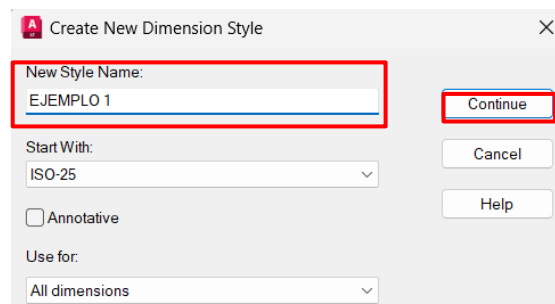 Create New Dimension Style
New Style Name:
EJEMPLO 1
Continue
Start With:
Cancel
ISO-25
Help
Annotative
Use for:
All dimensions